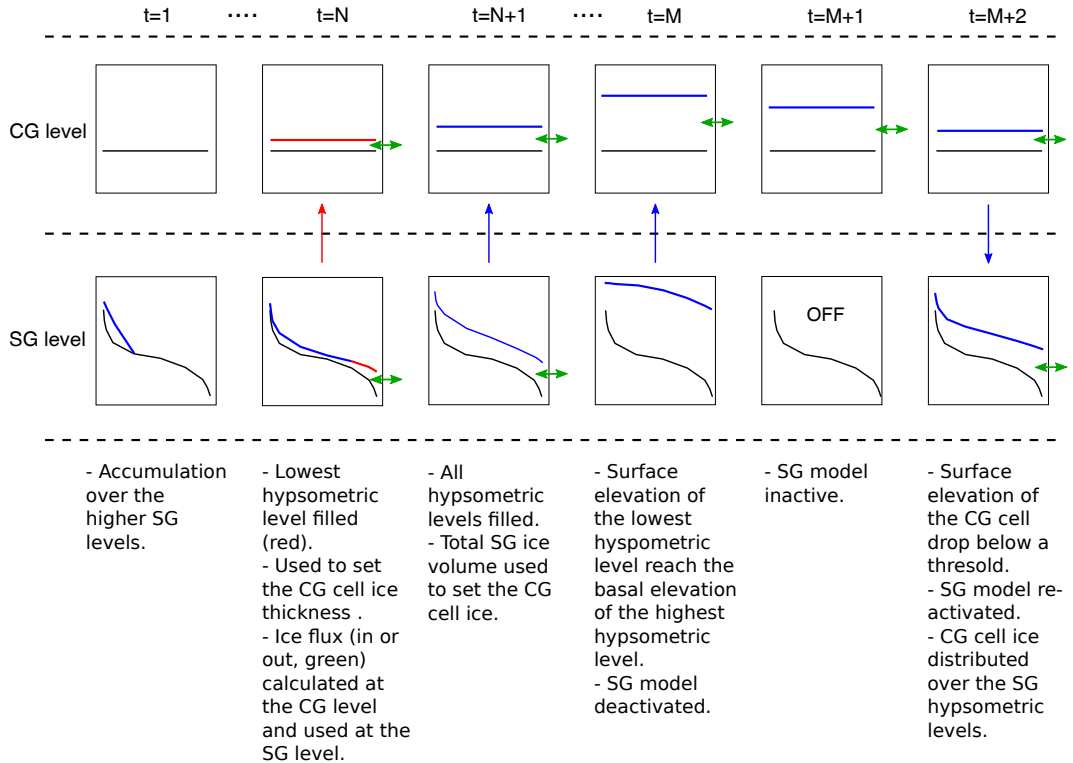 t=1 .... t=N t=N+1 .... t=M t=M+1 t=M+2
CG level
SG level
OFF
- Accumulation
over the
higher SG
levels.
- Lowest
hypsometric
level filled
(red).
- Used to set
the CG cell ice
thickness .
- Ice flux (in or
out, green)
calculated at
the CG level
and used at the
SG level.
- All
hypsometric
levels filled.
- Total SG ice
volume used
to set the CG
cell ice.
- Surface
elevation of
the lowest
hyspometric
level reach the
basal elevation
of the highest
hypsometric
level.
- SG model
deactivated.
- SG model
inactive.
- Surface
elevation of
the CG cell
drop below a
thresold.
- SG model re-
activated.
- CG cell ice
distributed
over the SG
hypsometric
levels.